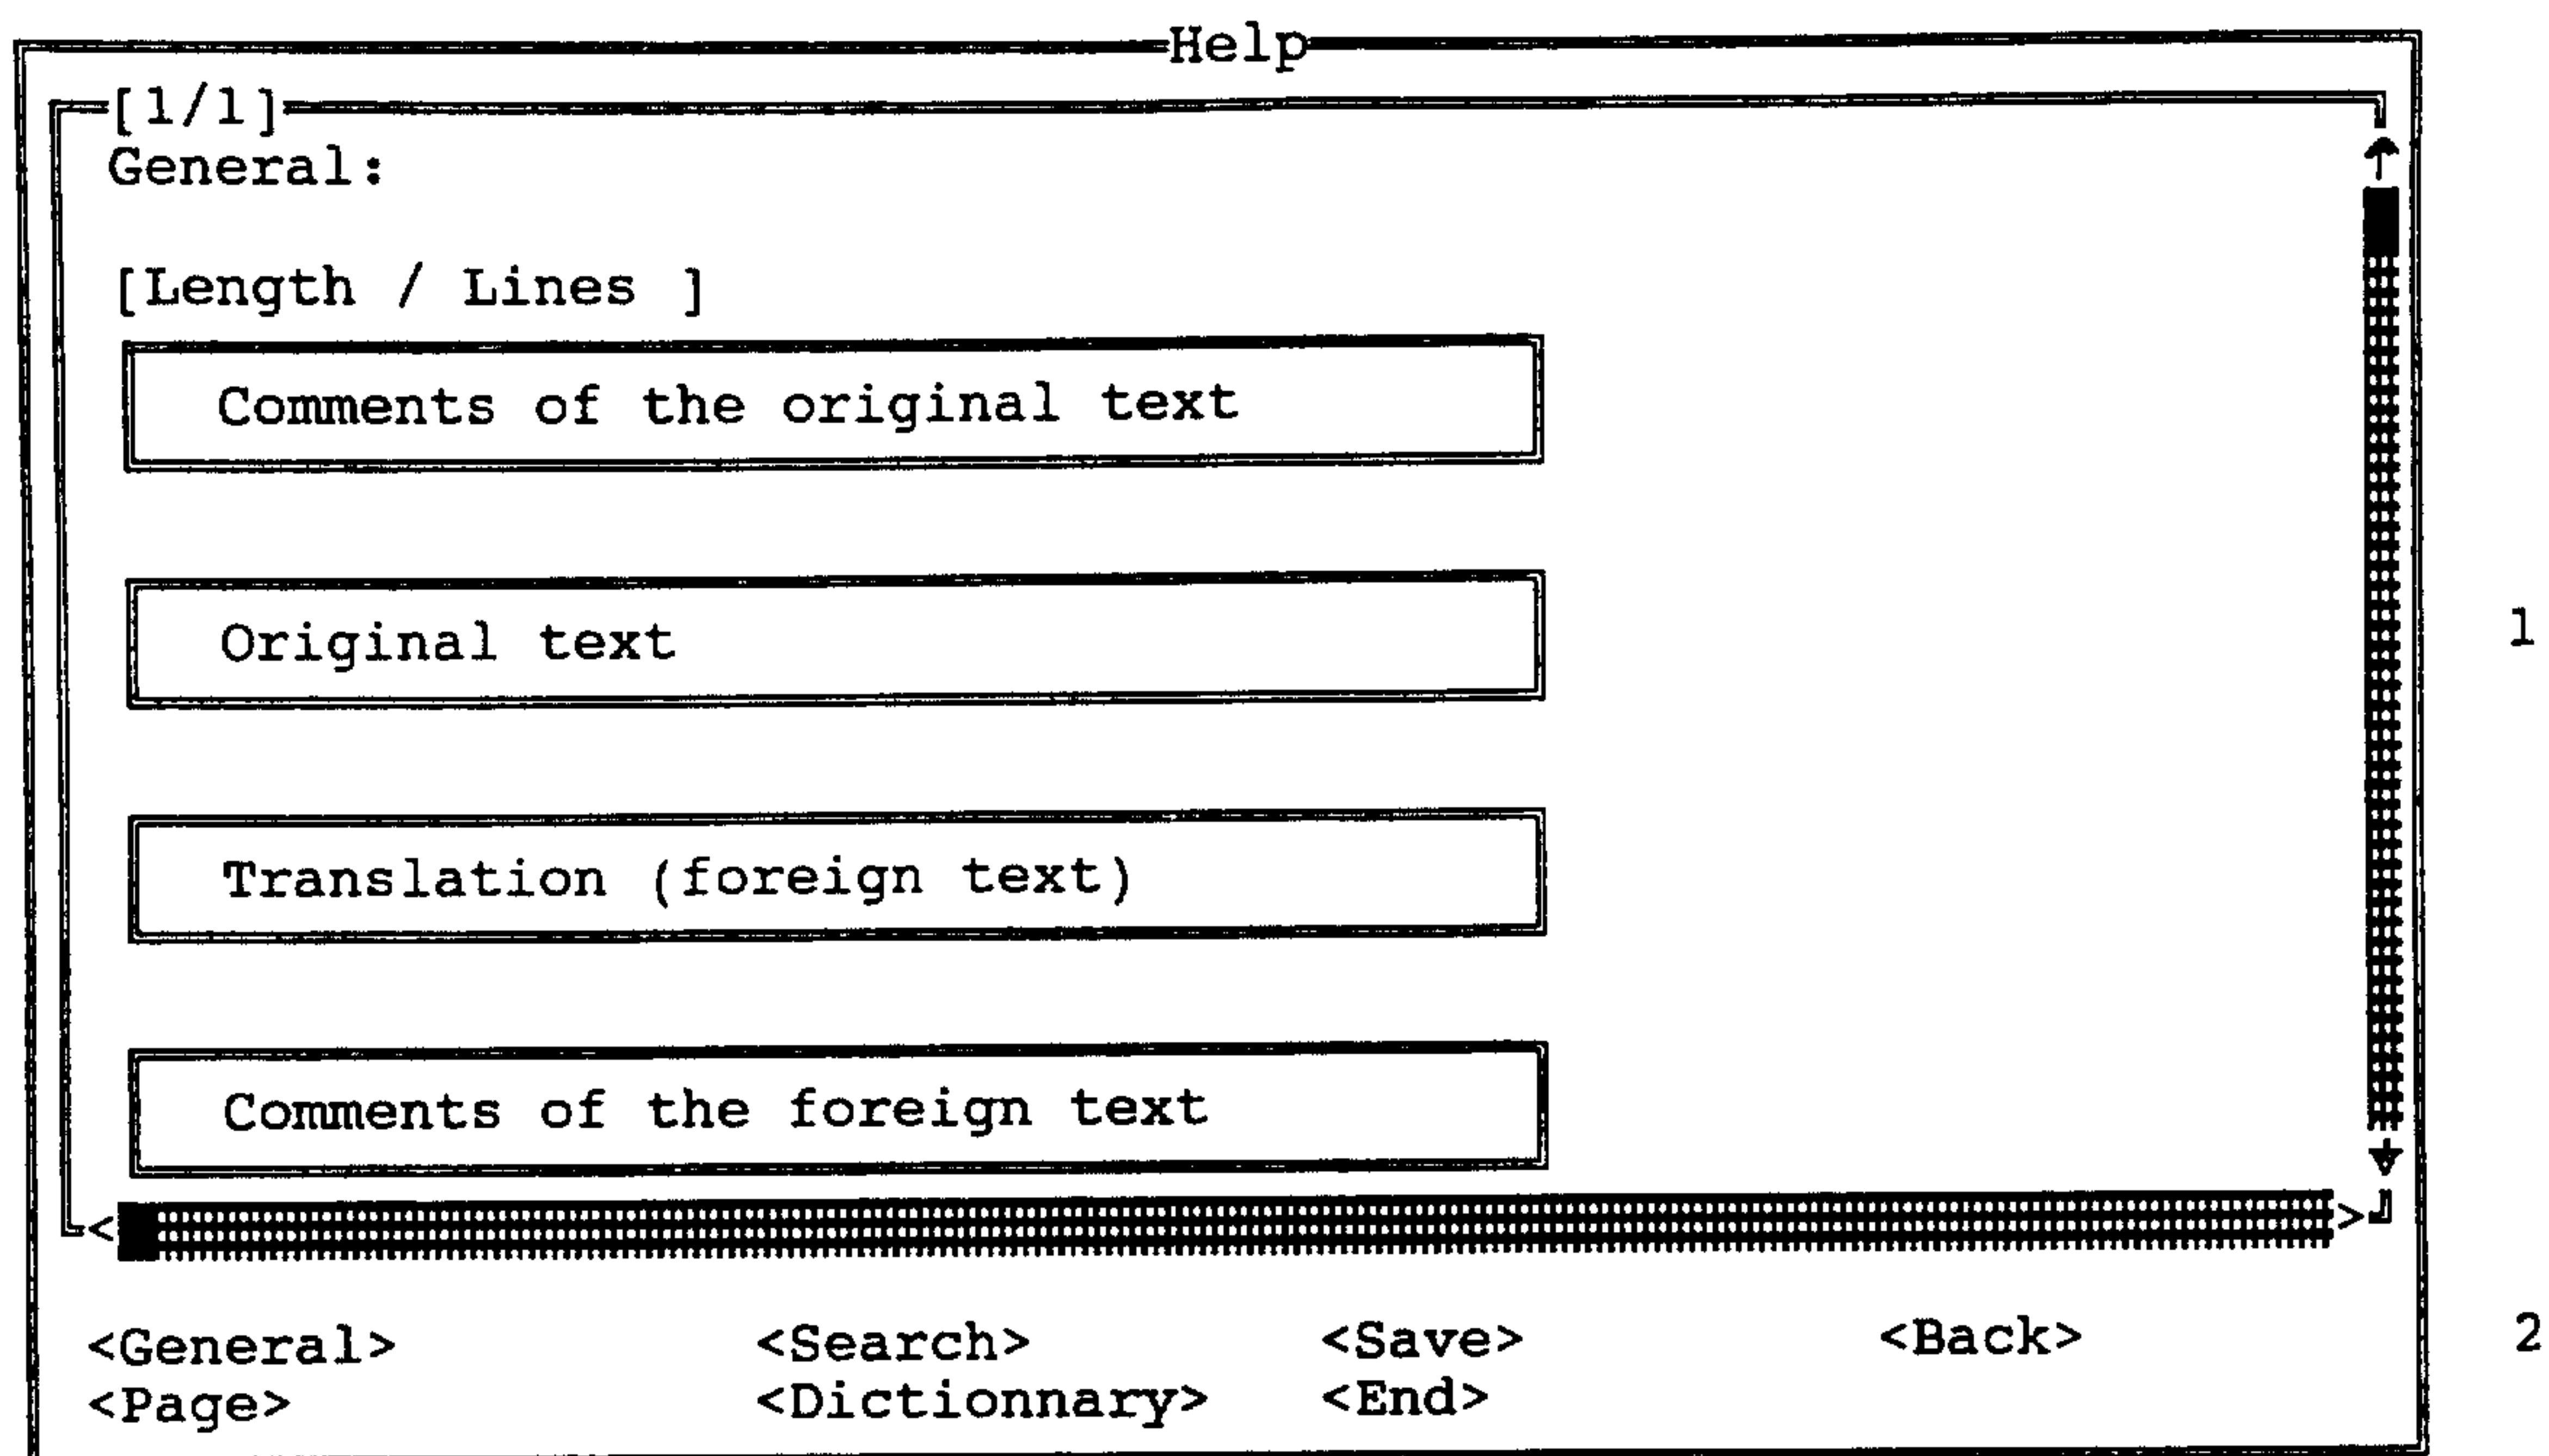 Help
[1/1]
General:
[Length / Lines ]
Comments of the original text
Original text
1
Translation (foreign text)
Comments of the foreign text
< >
<General> <Search> <Save> <Back> 2
<Page> <Dictionnary> <End>